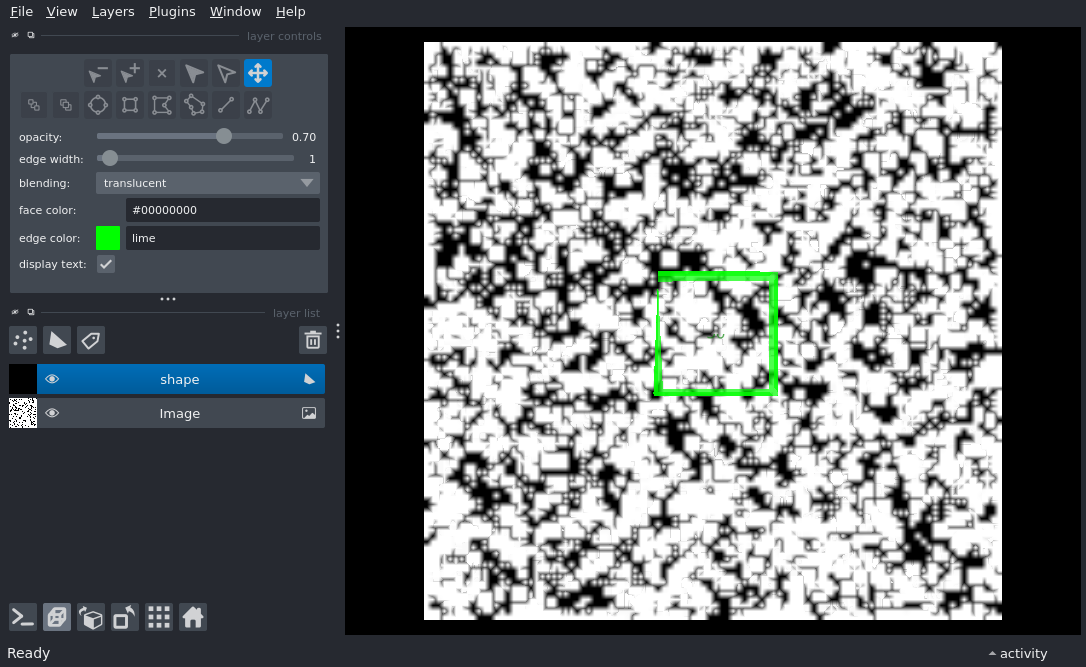 File View Layers Plugins Window Help
layer controls
opacity: 0.70
edge width: 1
blending: translucent
face color: #00000000
edge color: lime
display text:
layer list
shape
Image
Ready
activity